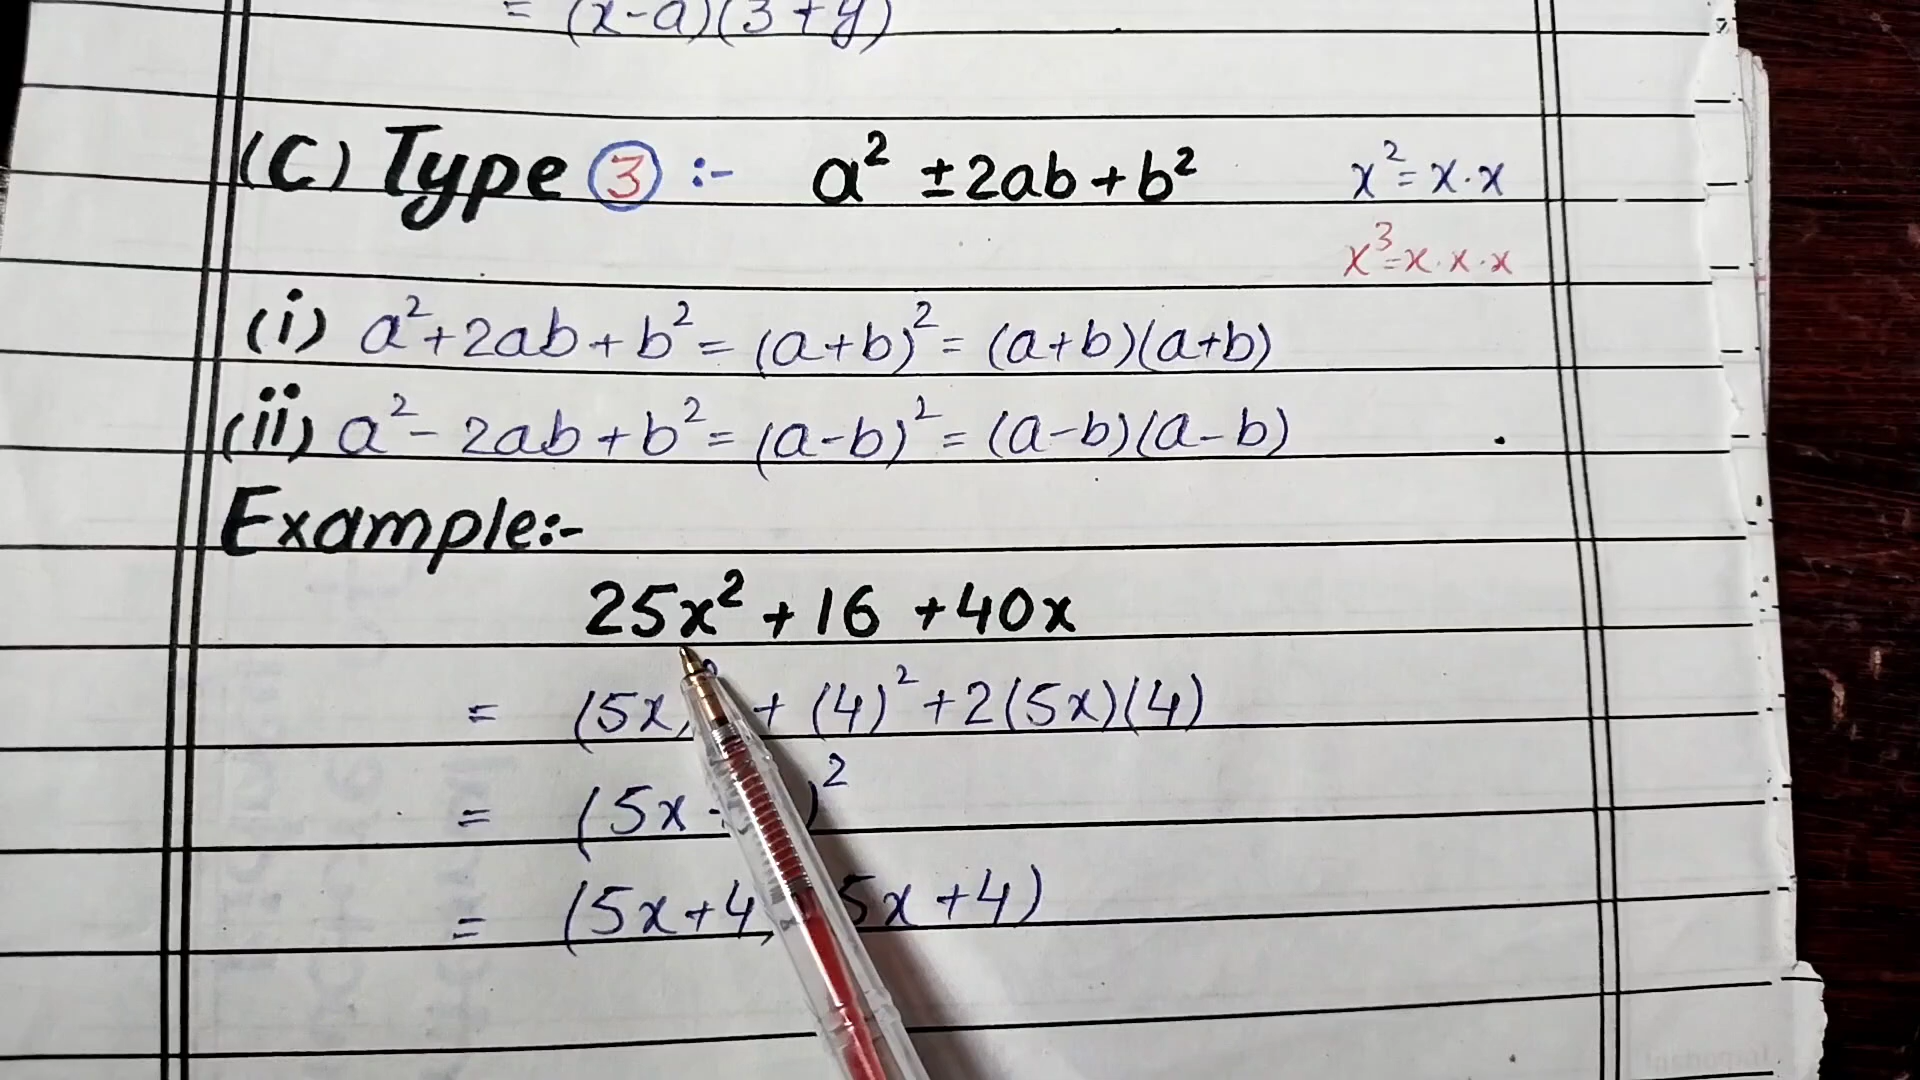 = (x-a)(3+y)
(C) Type 3 :- a² ±2ab+b² x²= x·x
x³=x·x·x
(i) a²+2ab+b²=(a+b)²=(a+b)(a+b)
(ii) a²-2ab+b²=(a-b)²=(a-b)(a-b)
Example:-
25x²+16+40x
= (5x + (4)²+2(5x)(4)
= (5x )²
= (5x+4 5x+4)